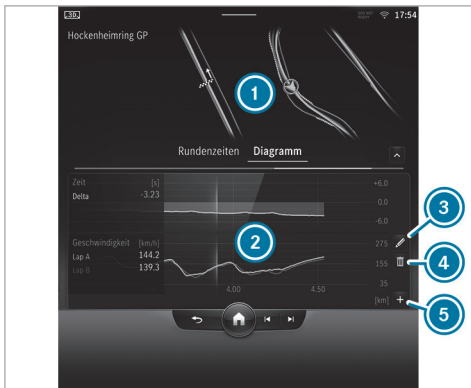 3D
17:54
Hockenheimring GP
1
Rundenzeiten Diagramm
Zeit [s]
Delta -3.23
+6.0
0.0
-6.0
2
3
Geschwindigkeit [km/h]
Lap A 144.2
Lap B 139.3
275
155
35
4
4.00 4.50 [km] +
5